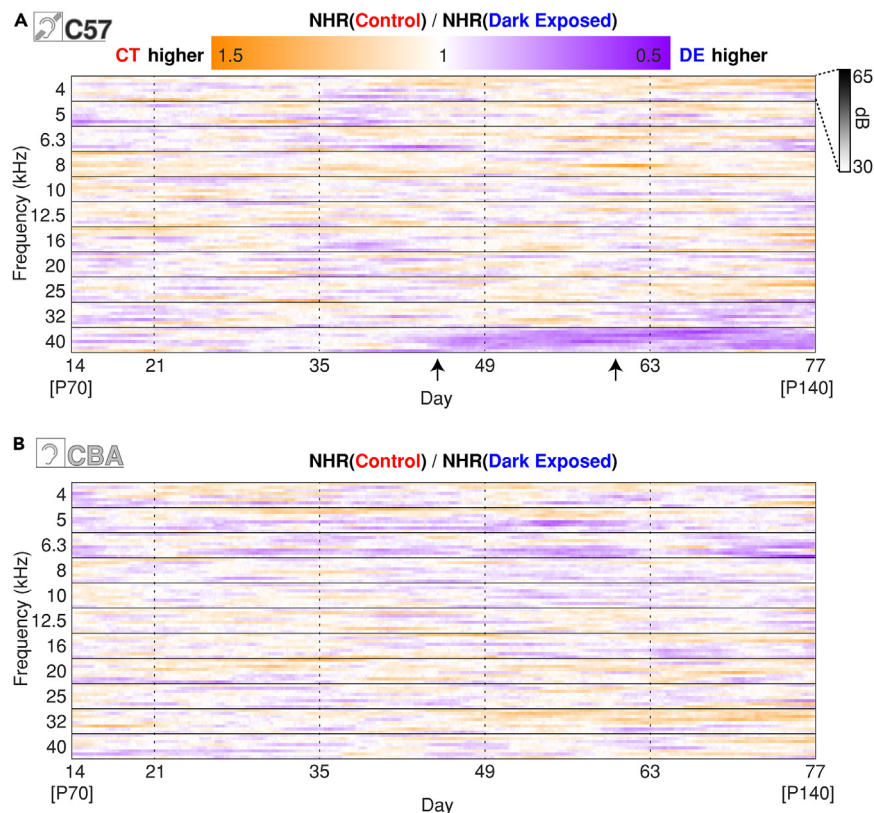 A C57 NHR(Control) / NHR(Dark Exposed)
CT higher 1.5 1 0.5 DE higher
65
dB
30
Frequency (kHz)
4
5
6.3
8
10
12.5
16
20
25
32
40
14 21 35 49 63 77
[P70] [P140]
Day
B CBA NHR(Control) / NHR(Dark Exposed)
Frequency (kHz)
4
5
6.3
8
10
12.5
16
20
25
32
40
14 21 35 49 63 77
[P70] [P140]
Day